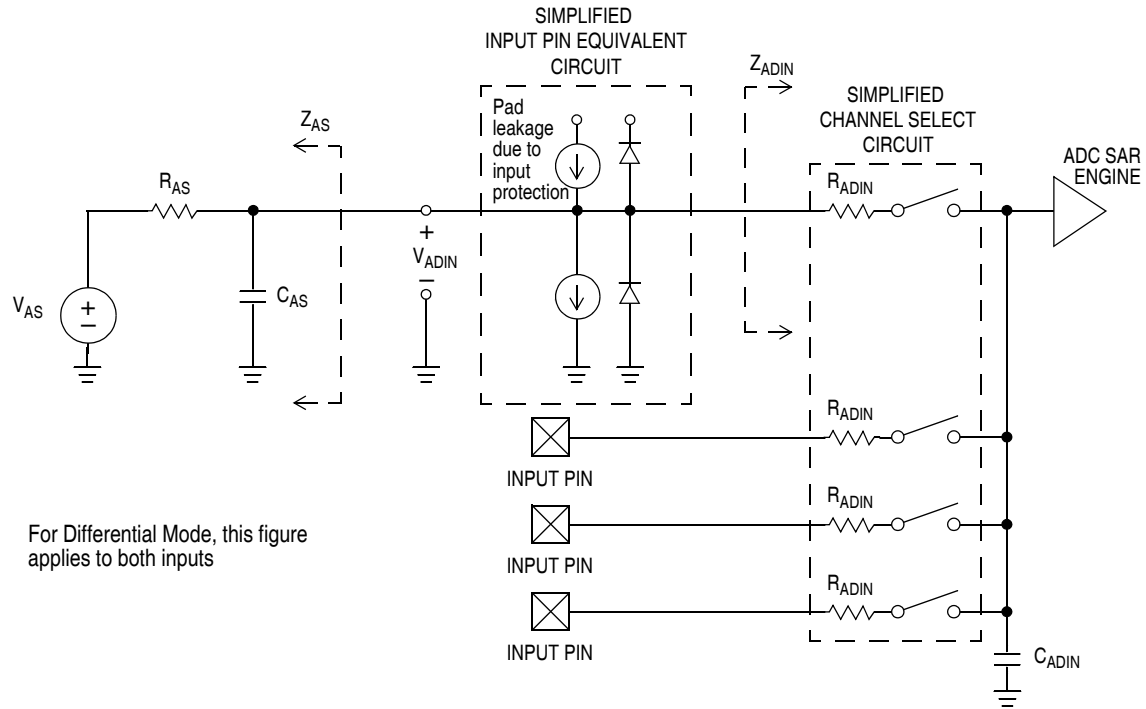 SIMPLIFIED
INPUT PIN EQUIVALENT
CIRCUIT
Pad
leakage
due to
input
protection
ZAS
ZADIN
SIMPLIFIED
CHANNEL SELECT
CIRCUIT
ADC SAR
ENGINE
RAS
RADIN
+
VADIN
−
VAS
+
−
CAS
RADIN
INPUT PIN
RADIN
INPUT PIN
RADIN
INPUT PIN
CADIN
For Differential Mode, this figure
applies to both inputs